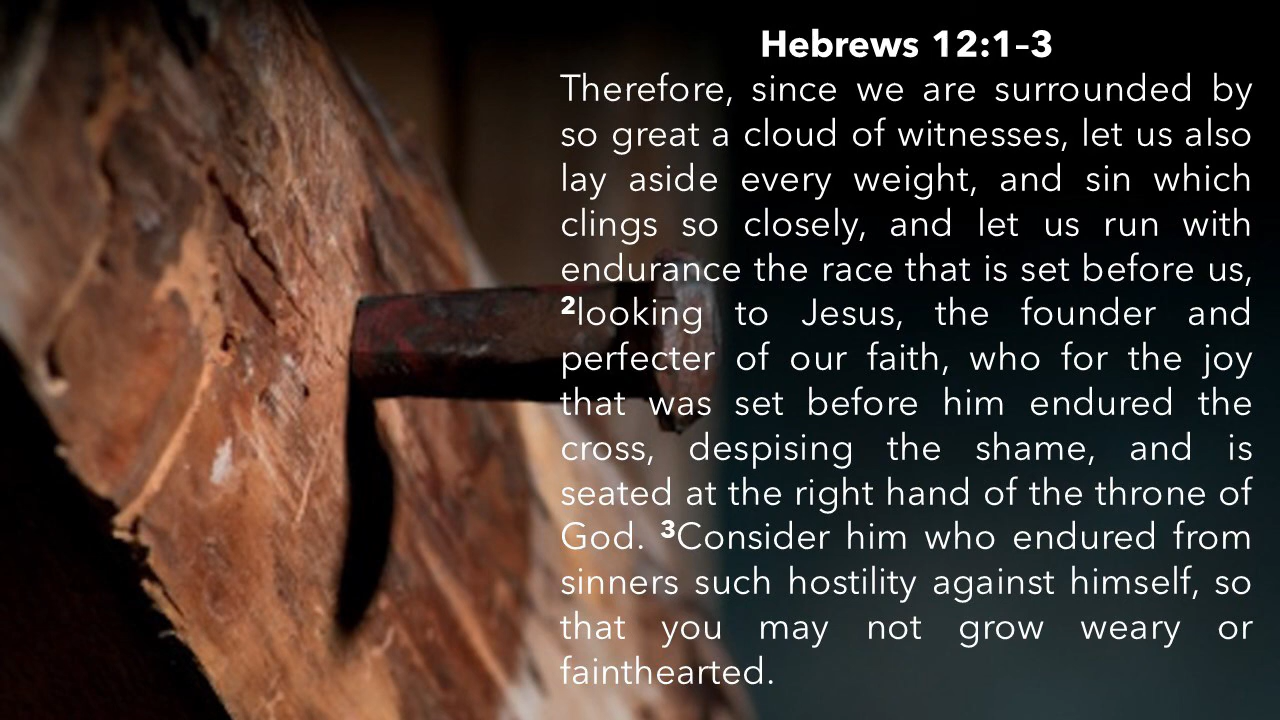 Hebrews 12:1–3
Therefore, since we are surrounded by
so great a cloud of witnesses, let us also
lay aside every weight, and sin which
clings so closely, and let us run with
endurance the race that is set before us,
²looking to Jesus, the founder and
perfecter of our faith, who for the joy
that was set before him endured the
cross, despising the shame, and is
seated at the right hand of the throne of
God. ³Consider him who endured from
sinners such hostility against himself, so
that you may not grow weary or
fainthearted.